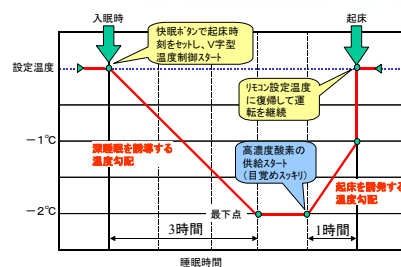 入眠時
起床
快眠ボタンで起床時
刻をセットし、V字型
温度制御スタート
設定温度
リモコン設定温度
に復帰して運
転を継続
－1℃
深睡眠を誘導する
温度勾配
高濃度酸素の
供給スタート
（目覚めスッキリ）
起床を誘発する
温度勾配
－2℃
最下点
3時間
1時間
睡眠時間